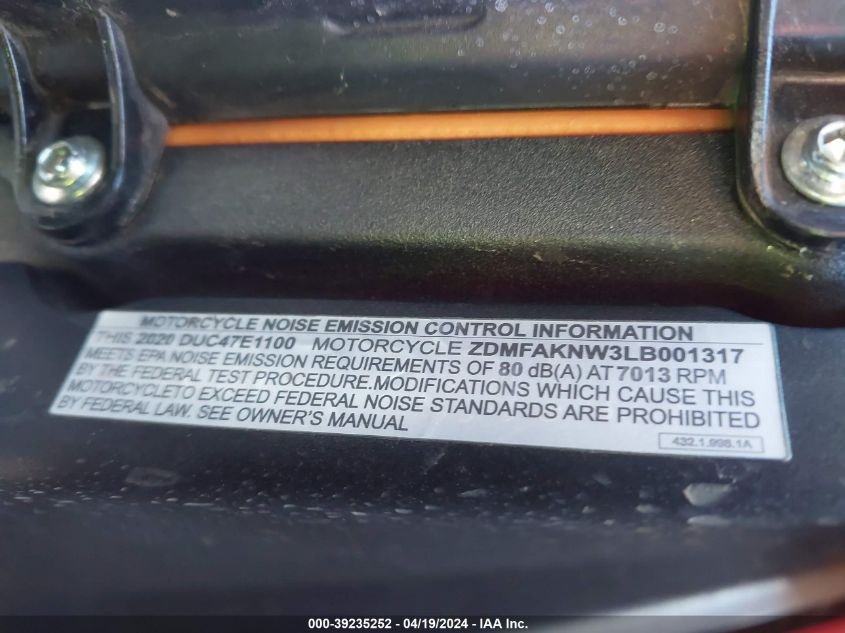 MOTORCYCLE NOISE EMISSION CONTROL INFORMATION
THIS 2020 DUC47E1100 MOTORCYCLE ZDMFAKNW3LB001317
MEETS EPA NOISE EMISSION REQUIREMENTS OF 80 dB(A) AT 7013 RPM
BY THE FEDERAL TEST PROCEDURE.MODIFICATIONS WHICH CAUSE THIS
MOTORCYCLETO EXCEED FEDERAL NOISE STANDARDS ARE PROHIBITED
BY FEDERAL LAW. SEE OWNER'S MANUAL
432.1.998.1A
000-39235252 - 04/19/2024 - IAAI, Inc.